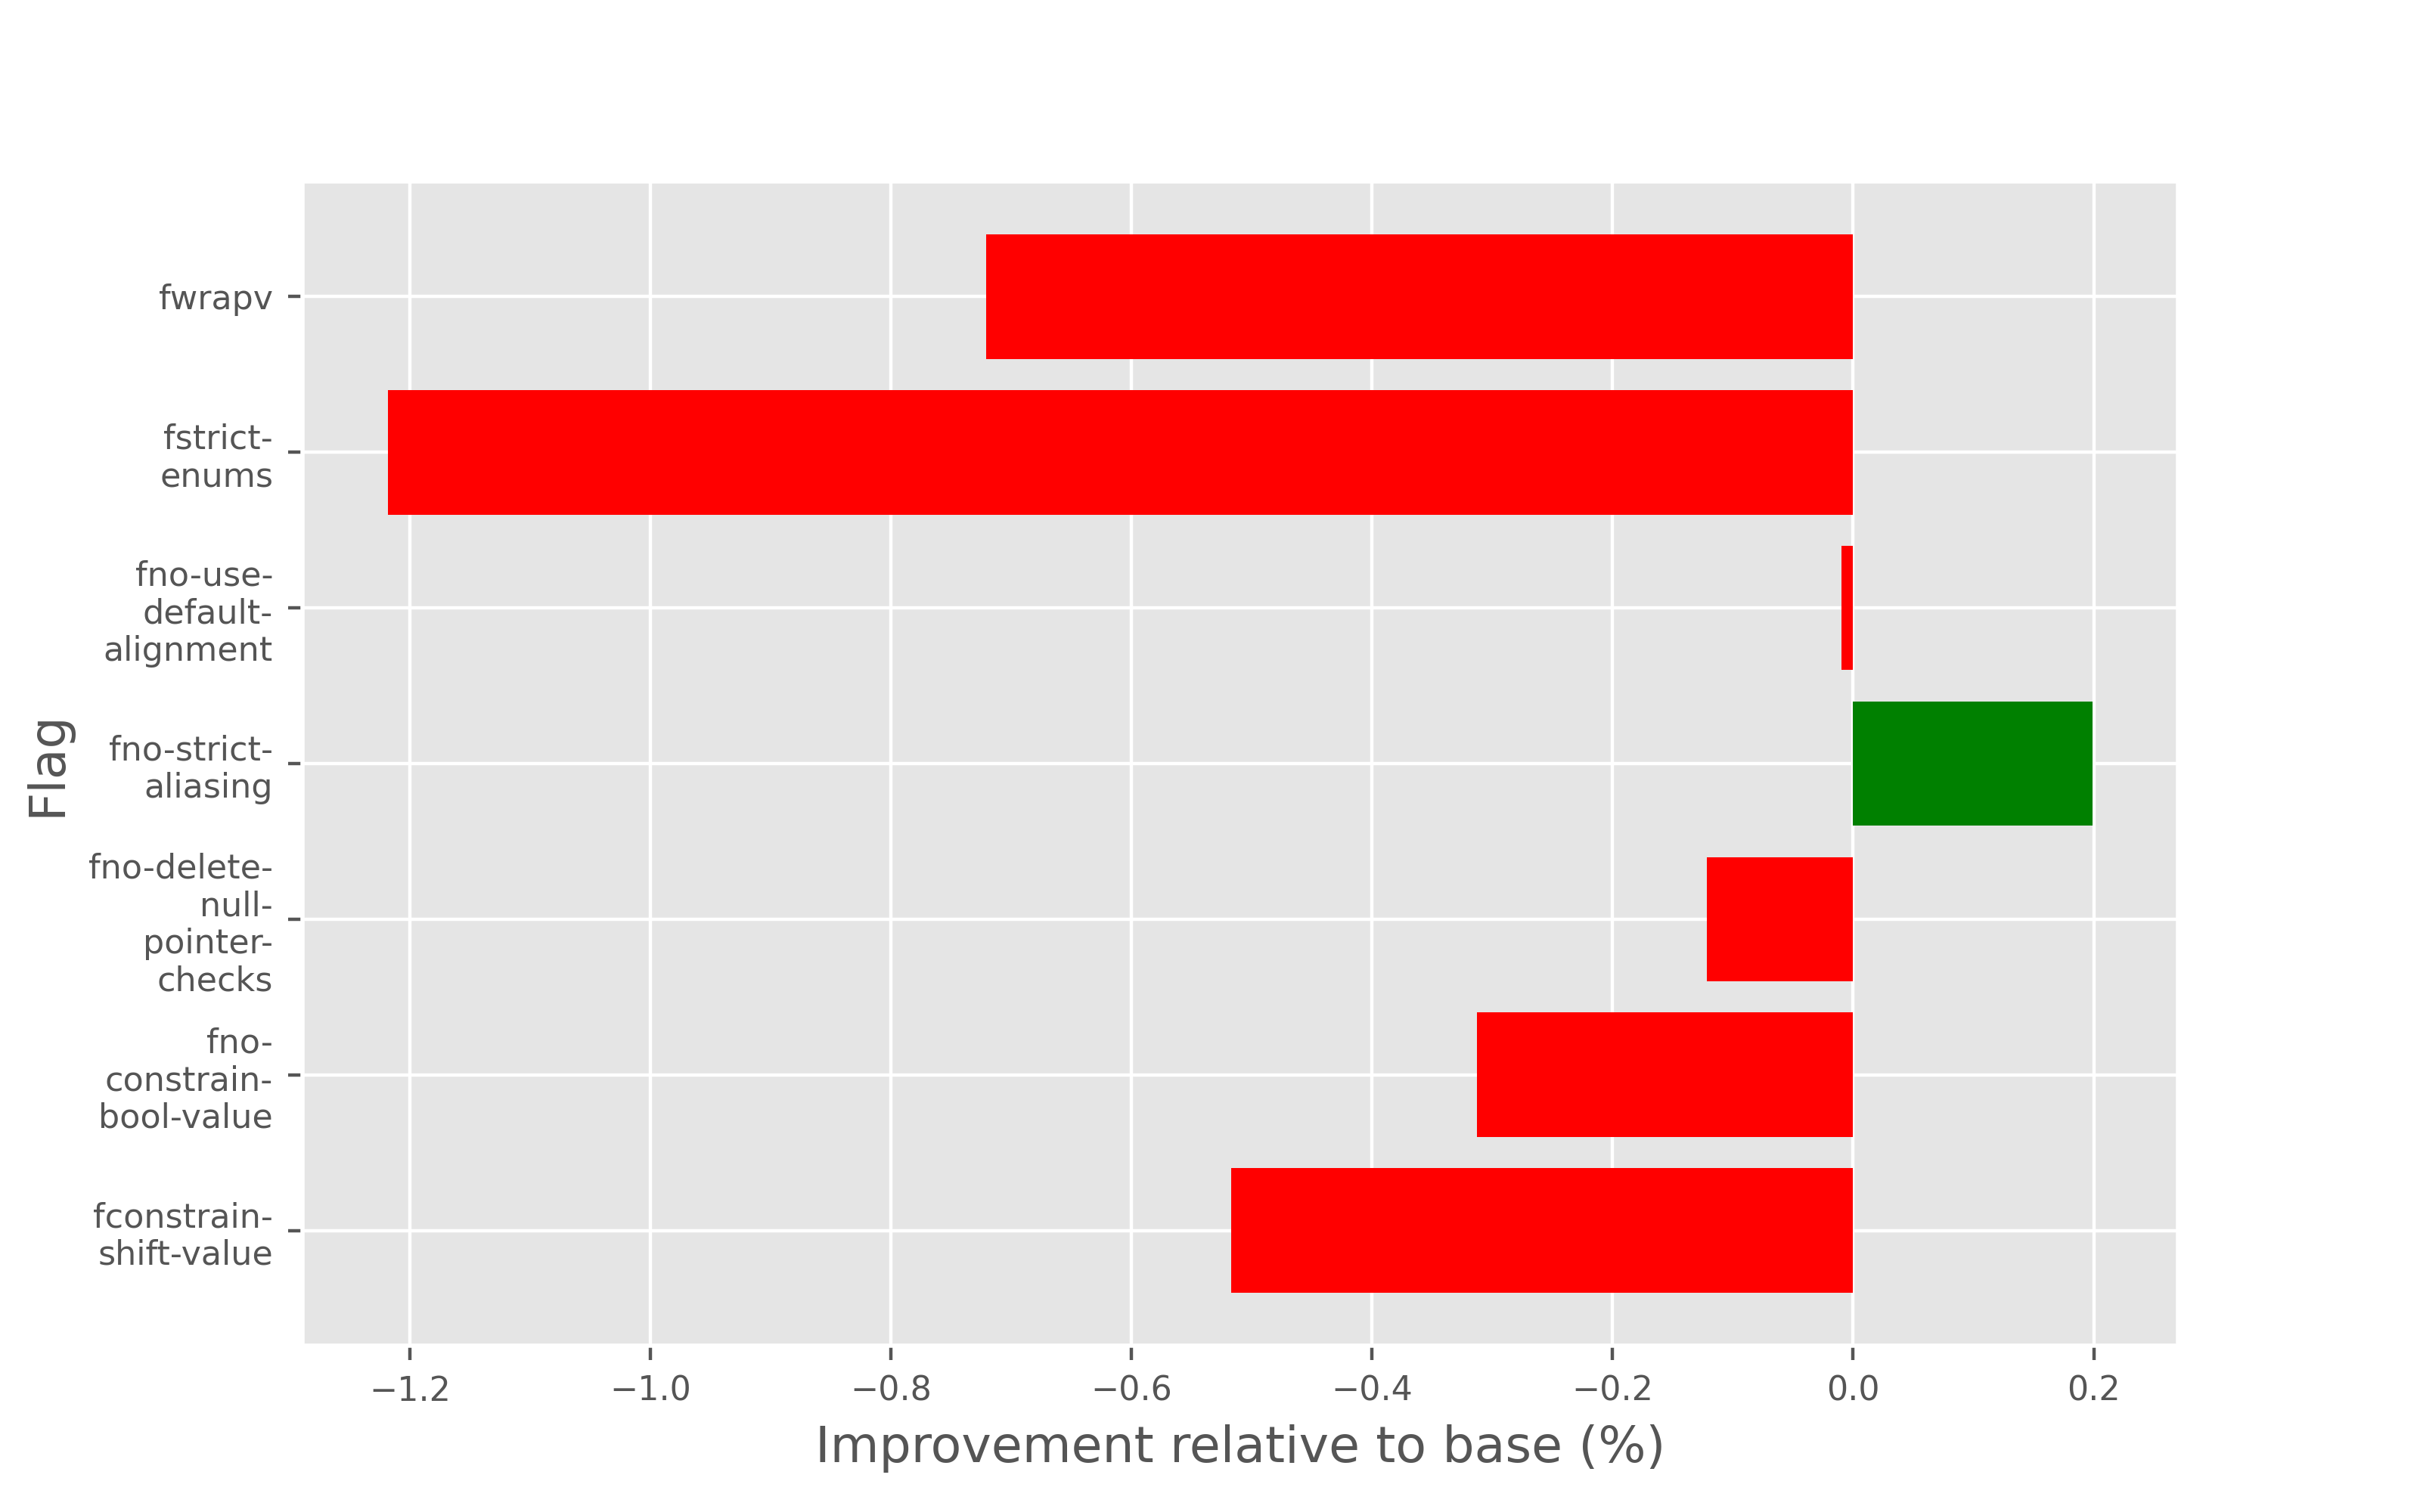 fwrapv
fstrict-
enums
fno-use-
default-
alignment
Flag
fno-strict-
aliasing
fno-delete-
null-
pointer-
checks
fno-
constrain-
bool-value
fconstrain-
shift-value
−1.2 −1.0 −0.8 −0.6 −0.4 −0.2 0.0 0.2
Improvement relative to base (%)